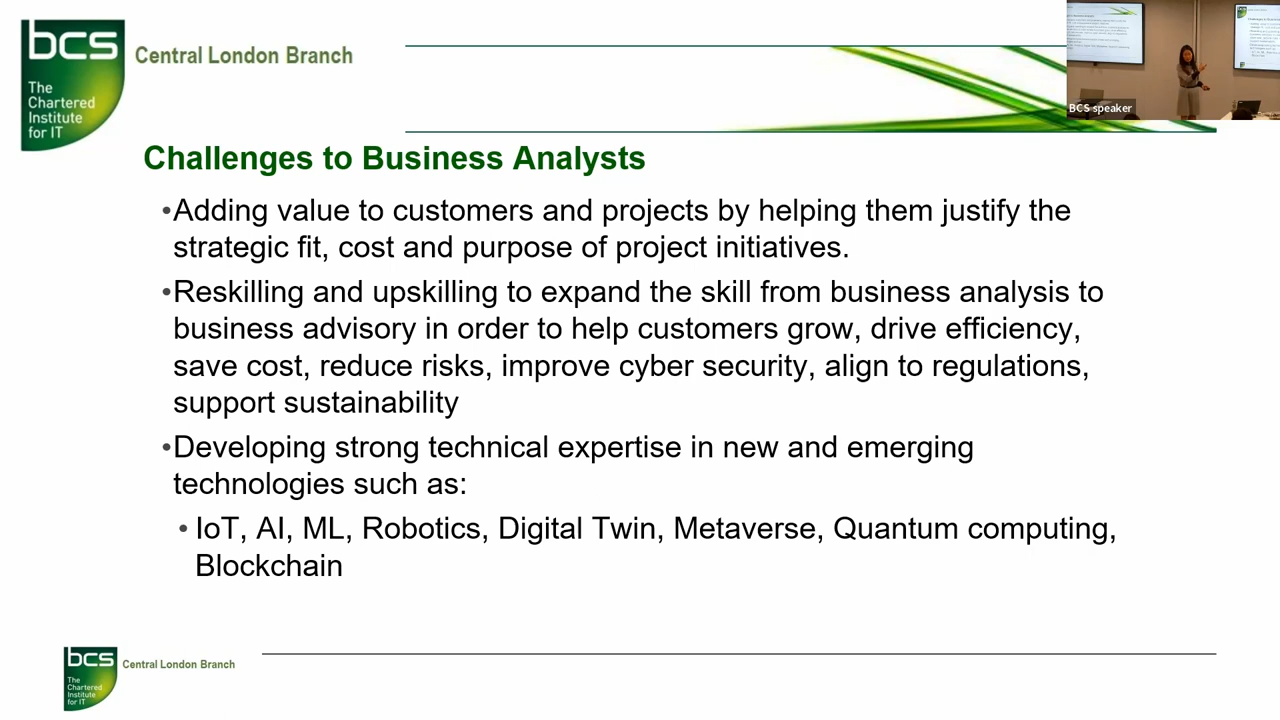 bcs
The
Chartered
Institute
for IT
Central London Branch
BCS speaker
Challenges to Business Analysts
•Adding value to customers and projects by helping them justify the
strategic fit, cost and purpose of project initiatives.
•Reskilling and upskilling to expand the skill from business analysis to
business advisory in order to help customers grow, drive efficiency,
save cost, reduce risks, improve cyber security, align to regulations,
support sustainability
•Developing strong technical expertise in new and emerging
technologies such as:
• IoT, AI, ML, Robotics, Digital Twin, Metaverse, Quantum computing,
Blockchain
bcs
The
Chartered
Institute
for IT
Central London Branch